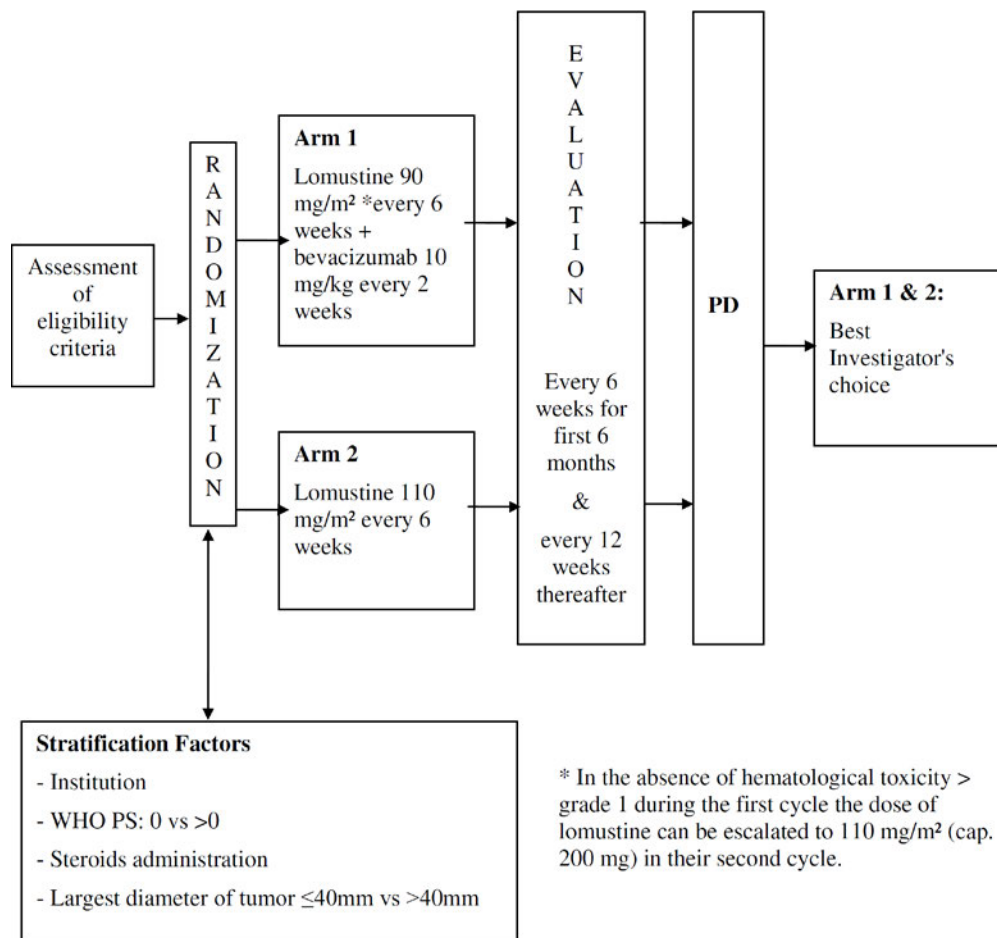 Assessment
of
eligibility
criteria
R
A
N
D
O
M
I
Z
A
T
I
O
N
Arm 1
Lomustine 90
mg/m² *every 6
weeks +
bevacizumab 10
mg/kg every 2
weeks
Arm 2
Lomustine 110
mg/m² every 6
weeks
E
V
A
L
U
A
T
I
O
N
Every 6
weeks for
first 6
months
&
every 12
weeks
thereafter
PD
Arm 1 & 2:
Best
Investigator's
choice
Stratification Factors
- Institution
- WHO PS: 0 vs >0
- Steroids administration
- Largest diameter of tumor ≤40mm vs >40mm
* In the absence of hematological toxicity >
grade 1 during the first cycle the dose of
lomustine can be escalated to 110 mg/m² (cap.
200 mg) in their second cycle.